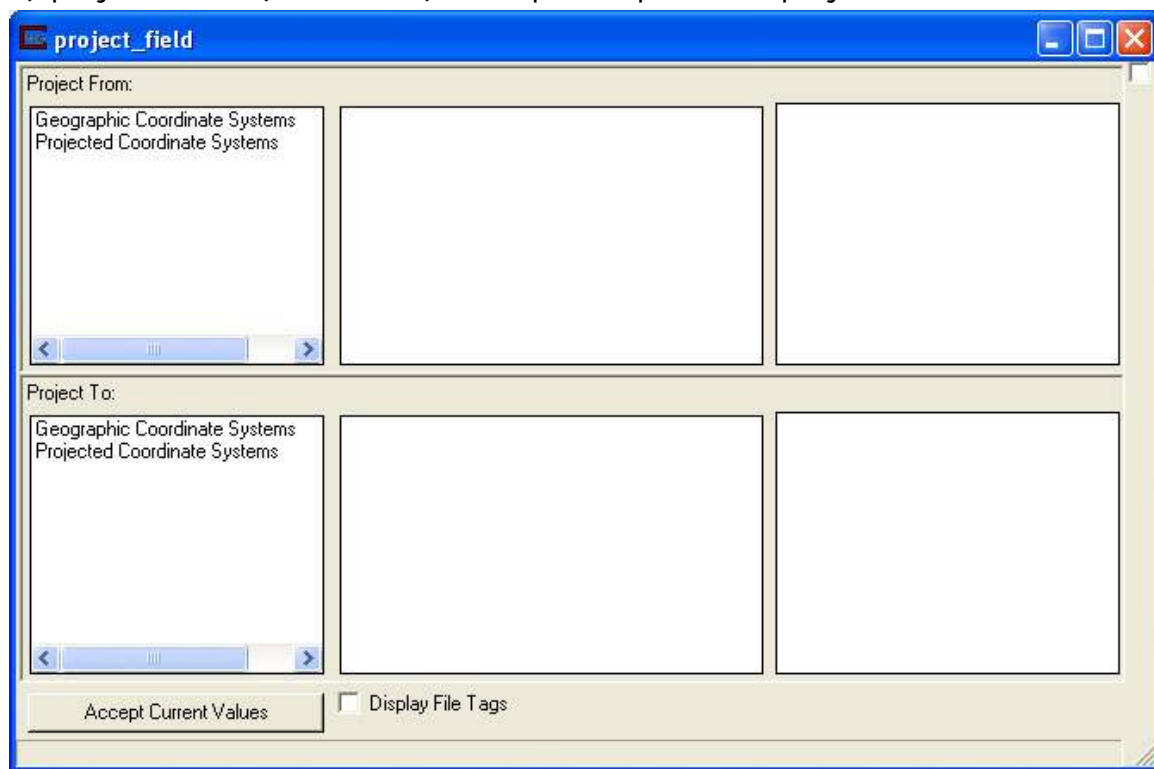 project_field
Project From:
Geographic Coordinate Systems
Projected Coordinate Systems
Project To:
Geographic Coordinate Systems
Projected Coordinate Systems
Accept Current Values
Display File Tags